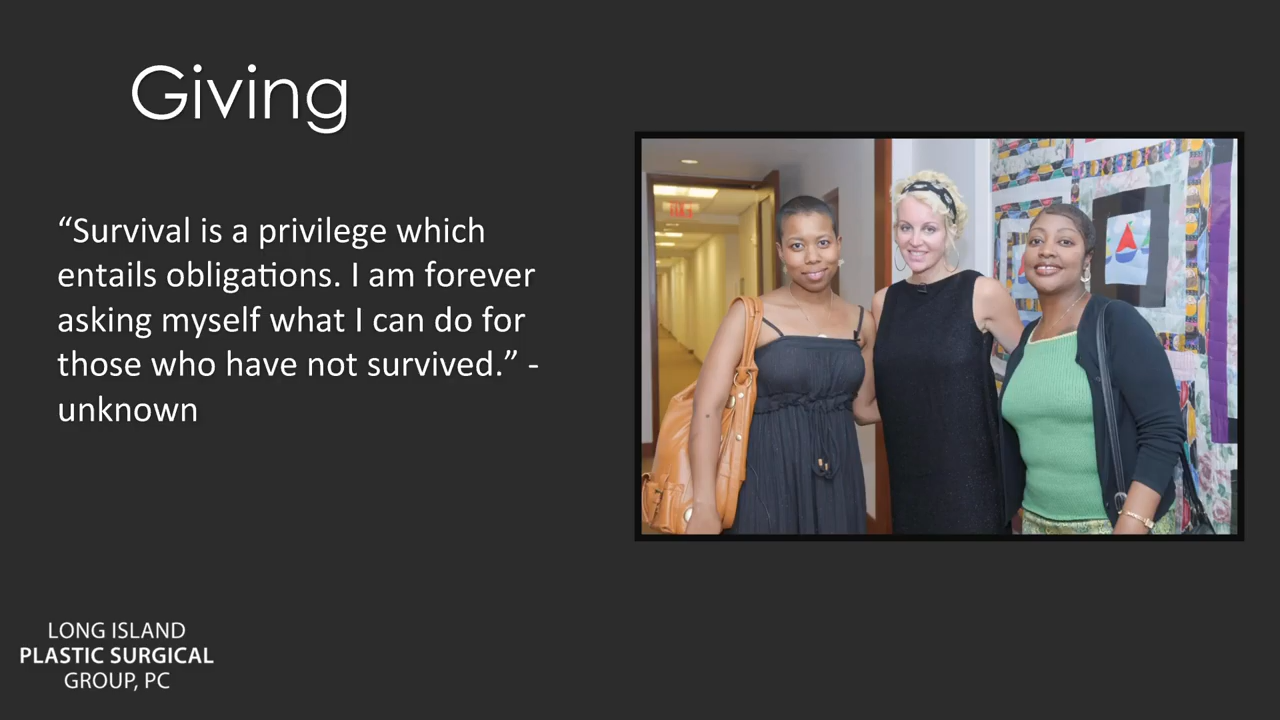 Giving
“Survival is a privilege which
entails obligations. I am forever
asking myself what I can do for
those who have not survived.” -
unknown
LONG ISLAND
PLASTIC SURGICAL
GROUP, PC